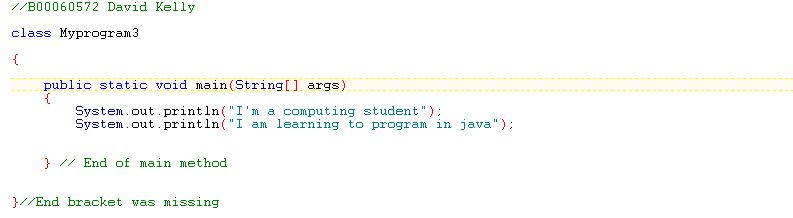 //B00060572 David Kelly
class Myprogram3
{
public static void main(String[] args)
{
System.out.println("I'm a computing student");
System.out.println("I am learning to program in java");
} // End of main method
}//End bracket was missing